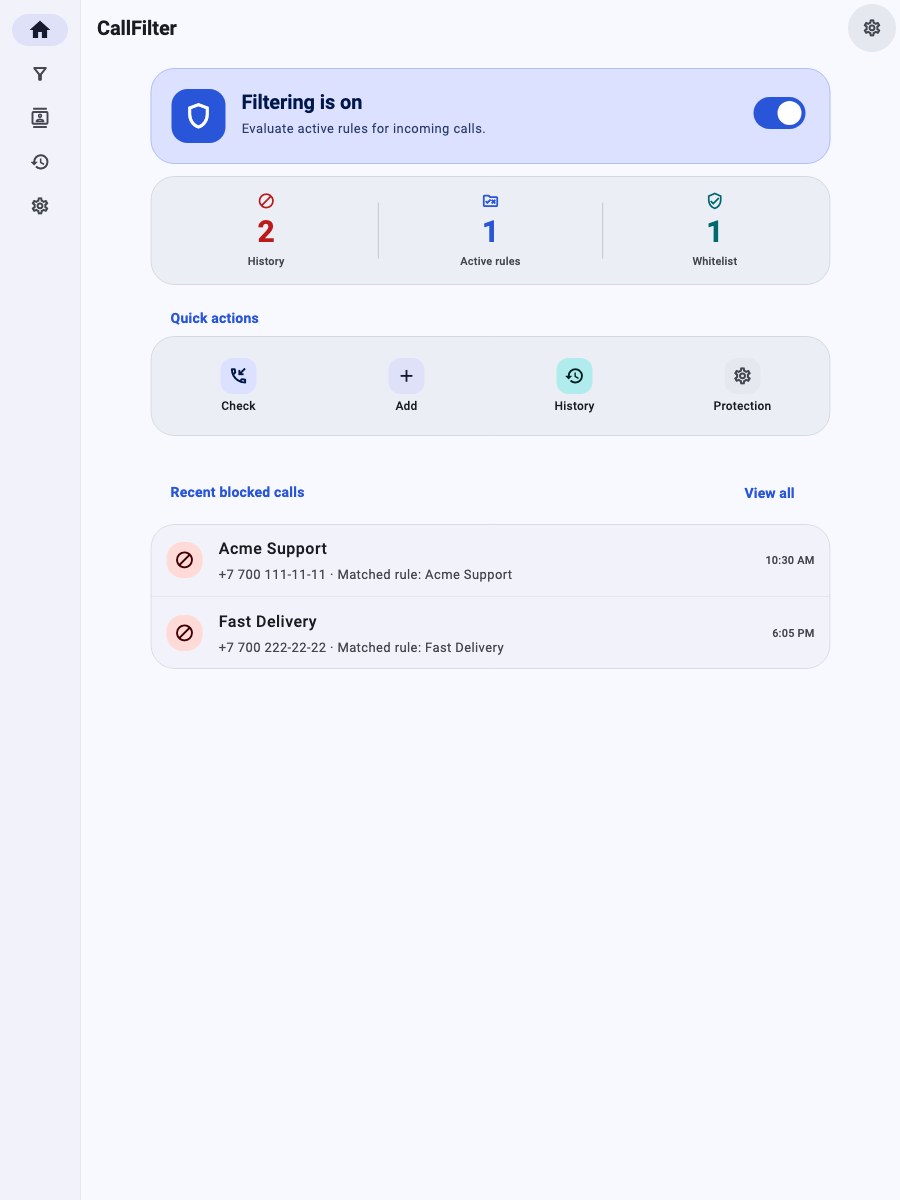 CallFilter
Filtering is on
Evaluate active rules for incoming calls.
2
History
1
Active rules
1
Whitelist
Quick actions
Check
Add
History
Protection
Recent blocked calls
View all
Acme Support
+7 700 111-11-11 · Matched rule: Acme Support
10:30 AM
Fast Delivery
+7 700 222-22-22 · Matched rule: Fast Delivery
6:05 PM